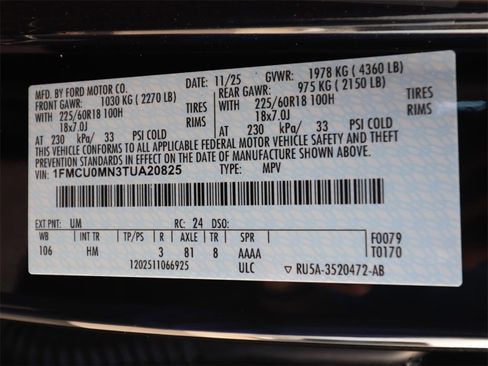 MFD. BY FORD MOTOR CO. 11/25 GVWR: 1978 KG ( 4360 LB)
FRONT GAWR: 1030 KG ( 2270 LB) REAR GAWR: 975 KG ( 2150 LB)
WITH 225/60R18 100H TIRES WITH 225/60R18 100H TIRES
18x7.0J RIMS 18x7.0J RIMS
AT 230 kPa/ 33 PSI COLD AT 230 kPa/ 33 PSI COLD
THIS VEHICLE CONFORMS TO ALL APPLICABLE FEDERAL MOTOR VEHICLE SAFETY AND THEFT
PREVENTION STANDARDS IN EFFECT ON THE DATE OF MANUFACTURE SHOWN ABOVE.
VIN: 1FMCU0MN3TUA20825 TYPE: MPV
EXT PNT: UM RC: 24 DSO:
WB INT TR TP/PS R AXLE TR SPR F0079
106 HM 3 81 8 AAAA T0170
1202511066925 ULC ▽ RU5A-3520472-AB